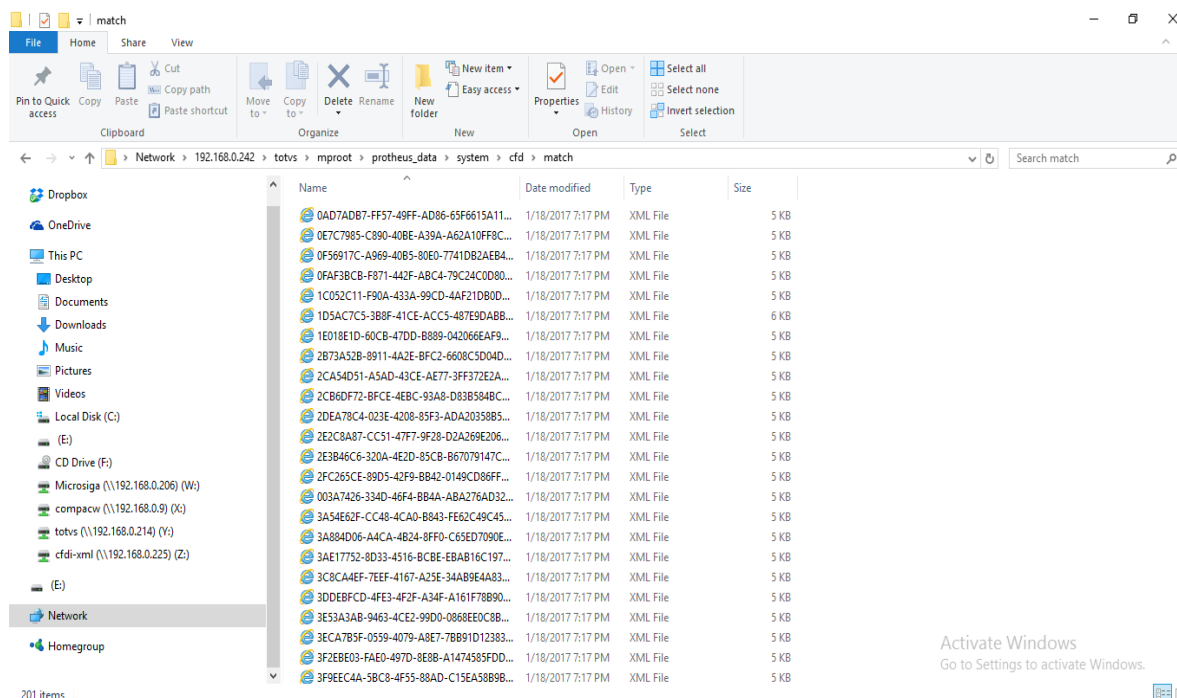 match
File Home Share View
Pin to Quick access
Copy
Paste
Cut
Copy path
Paste shortcut
Clipboard
Move to
Copy to
Delete
Rename
Organize
New folder
New item
Easy access
New
Properties
Open
Edit
History
Open
Select all
Select none
Invert selection
Select
Network > 192.168.0.242 > totvs > mproot > protheus_data > system > cfd > match
Search match
Dropbox
OneDrive
This PC
Desktop
Documents
Downloads
Music
Pictures
Videos
Local Disk (C:)
(E:)
CD Drive (F:)
Microsiga (\\192.168.0.206) (W:)
compacw (\\192.168.0.9) (X:)
totvs (\\192.168.0.214) (Y:)
cfdi-xml (\\192.168.0.225) (Z:)
(E:)
Network
Homegroup
Name Date modified Type Size
0AD7ADB7-FF57-49FF-AD86-65F6615A11... 1/18/2017 7:17 PM XML File 5 KB
0E7C7985-C890-40BE-A39A-A62A10FF8C... 1/18/2017 7:17 PM XML File 5 KB
0F56917C-A969-40B5-80E0-7741DB2AEB4... 1/18/2017 7:17 PM XML File 5 KB
0FAF3BCB-F871-442F-ABC4-79C24C0D80... 1/18/2017 7:17 PM XML File 5 KB
1C052C11-F90A-433A-99CD-4AF21DB0D... 1/18/2017 7:17 PM XML File 5 KB
1D5AC7C5-3B8F-41CE-ACC5-487E9DABB... 1/18/2017 7:17 PM XML File 6 KB
1E018E1D-60CB-47DD-B889-042066EAF9... 1/18/2017 7:17 PM XML File 5 KB
2B73A52B-8911-4A2E-BFC2-6608C5D04D... 1/18/2017 7:17 PM XML File 5 KB
2CA54D51-A5AD-43CE-AE77-3FF372E2A... 1/18/2017 7:17 PM XML File 5 KB
2CB6DF72-BFCE-4EBC-93A8-D83B584BC... 1/18/2017 7:17 PM XML File 5 KB
2DEA78C4-023E-4208-85F3-ADA20358B5... 1/18/2017 7:17 PM XML File 5 KB
2E2C8A87-CC51-47F7-9F28-D2A269E206... 1/18/2017 7:17 PM XML File 5 KB
2E3B46C6-320A-4E2D-85CB-B67079147C... 1/18/2017 7:17 PM XML File 5 KB
2FC265CE-89D5-42F9-BB42-0149CD86FF... 1/18/2017 7:17 PM XML File 5 KB
003A7426-334D-46F4-BB4A-ABA276AD32... 1/18/2017 7:17 PM XML File 5 KB
3A54E62F-CC48-4CA0-B843-FE62C49C45... 1/18/2017 7:17 PM XML File 5 KB
3A884D06-A4CA-4B24-8FF0-C65ED7090E... 1/18/2017 7:17 PM XML File 5 KB
3AE17752-8D33-4516-BCBE-EBAB16C197... 1/18/2017 7:17 PM XML File 5 KB
3C8CA4EF-7EEF-4167-A25E-34AB9E4A83... 1/18/2017 7:17 PM XML File 5 KB
3DDEBFCD-4FE3-4F2F-A34F-A161F78B90... 1/18/2017 7:17 PM XML File 5 KB
3E53A3AB-9463-4CE2-99D0-0868EE0C8B... 1/18/2017 7:17 PM XML File 5 KB
3ECA7B5F-0559-4079-A8E7-7BB91D12383... 1/18/2017 7:17 PM XML File 5 KB
3F2EBE03-FAE0-497D-8E8B-A1474585FDD... 1/18/2017 7:17 PM XML File 5 KB
3F9EEC4A-5BC8-4F55-88AD-C15EA58B9B... 1/18/2017 7:17 PM XML File 5 KB
Activate Windows
Go to Settings to activate Windows.
201 items